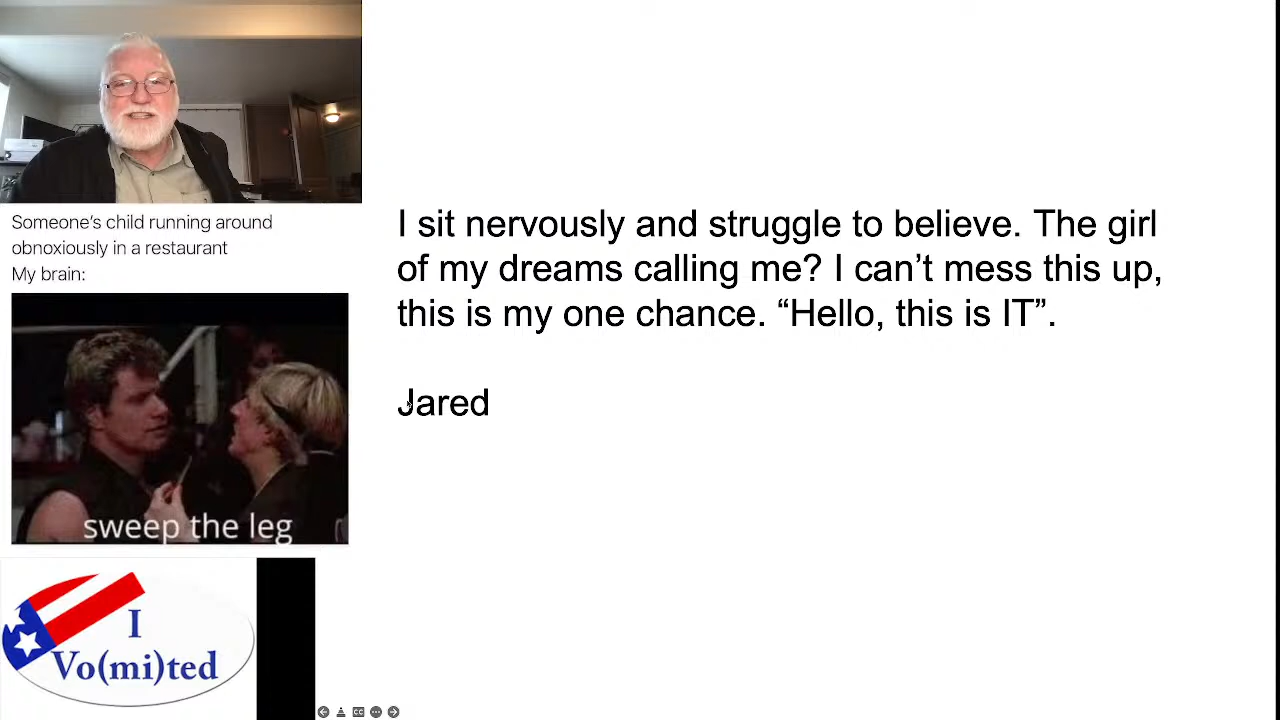 Someone's child running around
obnoxiously in a restaurant
My brain:
sweep the leg
I
Vo(mi)ted
I sit nervously and struggle to believe. The girl
of my dreams calling me? I can't mess this up,
this is my one chance. “Hello, this is IT”.
Jared
CC